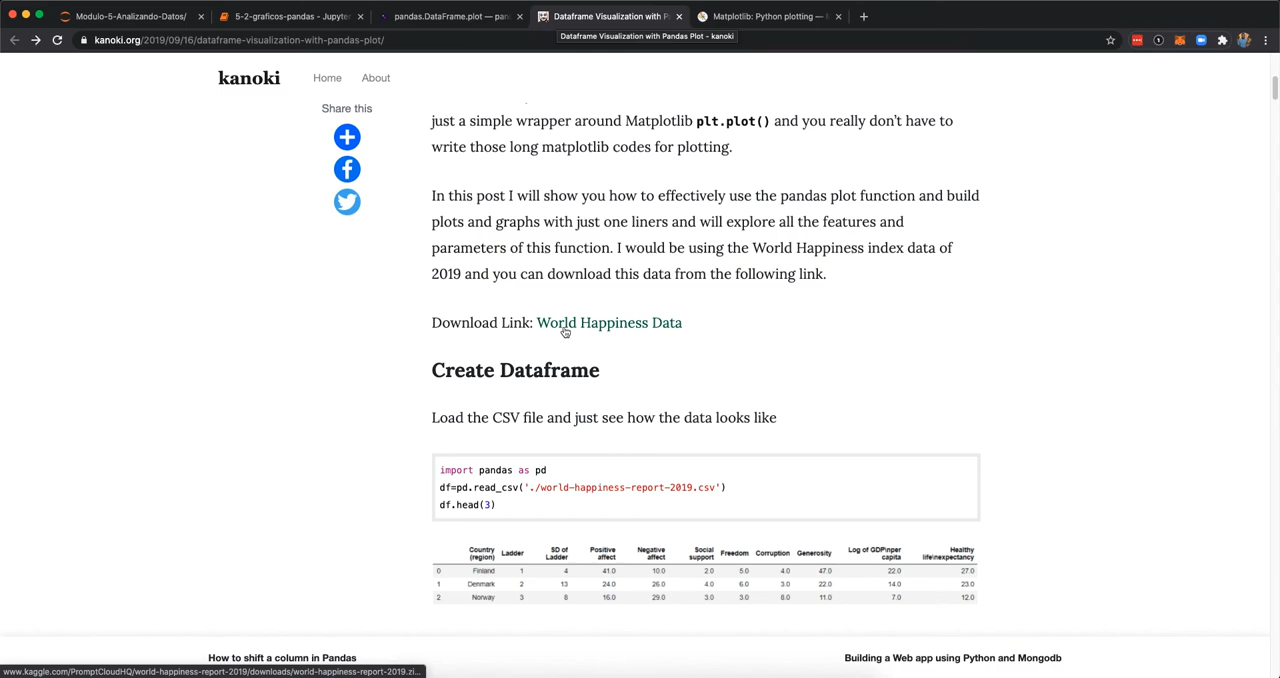 Modulo-5-Analizando-Datos/
5-2-graficos-pandas - Jupyter
pandas.DataFrame.plot — pan
Dataframe Visualization with P
Matplotlib: Python plotting — M
kanoki.org/2019/09/16/dataframe-visualization-with-pandas-plot/
Dataframe Visualization with Pandas Plot - kanoki
kanoki
Home
About
Share this
just a simple wrapper around Matplotlib plt.plot() and you really don't have to
write those long matplotlib codes for plotting.
In this post I will show you how to effectively use the pandas plot function and build
plots and graphs with just one liners and will explore all the features and
parameters of this function. I would be using the World Happiness index data of
2019 and you can download this data from the following link.
Download Link: World Happiness Data
Create Dataframe
Load the CSV file and just see how the data looks like
import pandas as pd
df=pd.read_csv('./world-happiness-report-2019.csv')
df.head(3)
Country (region) Ladder SD of Ladder Positive affect Negative affect Social support Freedom Corruption Generosity Log of GDP\nper capita Healthy life\nexpectancy
0 Finland 1 4 41.0 10.0 2.0 5.0 4.0 47.0 22.0 27.0
1 Denmark 2 13 24.0 26.0 4.0 6.0 3.0 22.0 14.0 23.0
2 Norway 3 8 16.0 29.0 3.0 3.0 8.0 11.0 7.0 12.0
How to shift a column in Pandas
Building a Web app using Python and Mongodb
www.kaggle.com/PromptCloudHQ/world-happiness-report-2019/downloads/world-happiness-report-2019.zi...